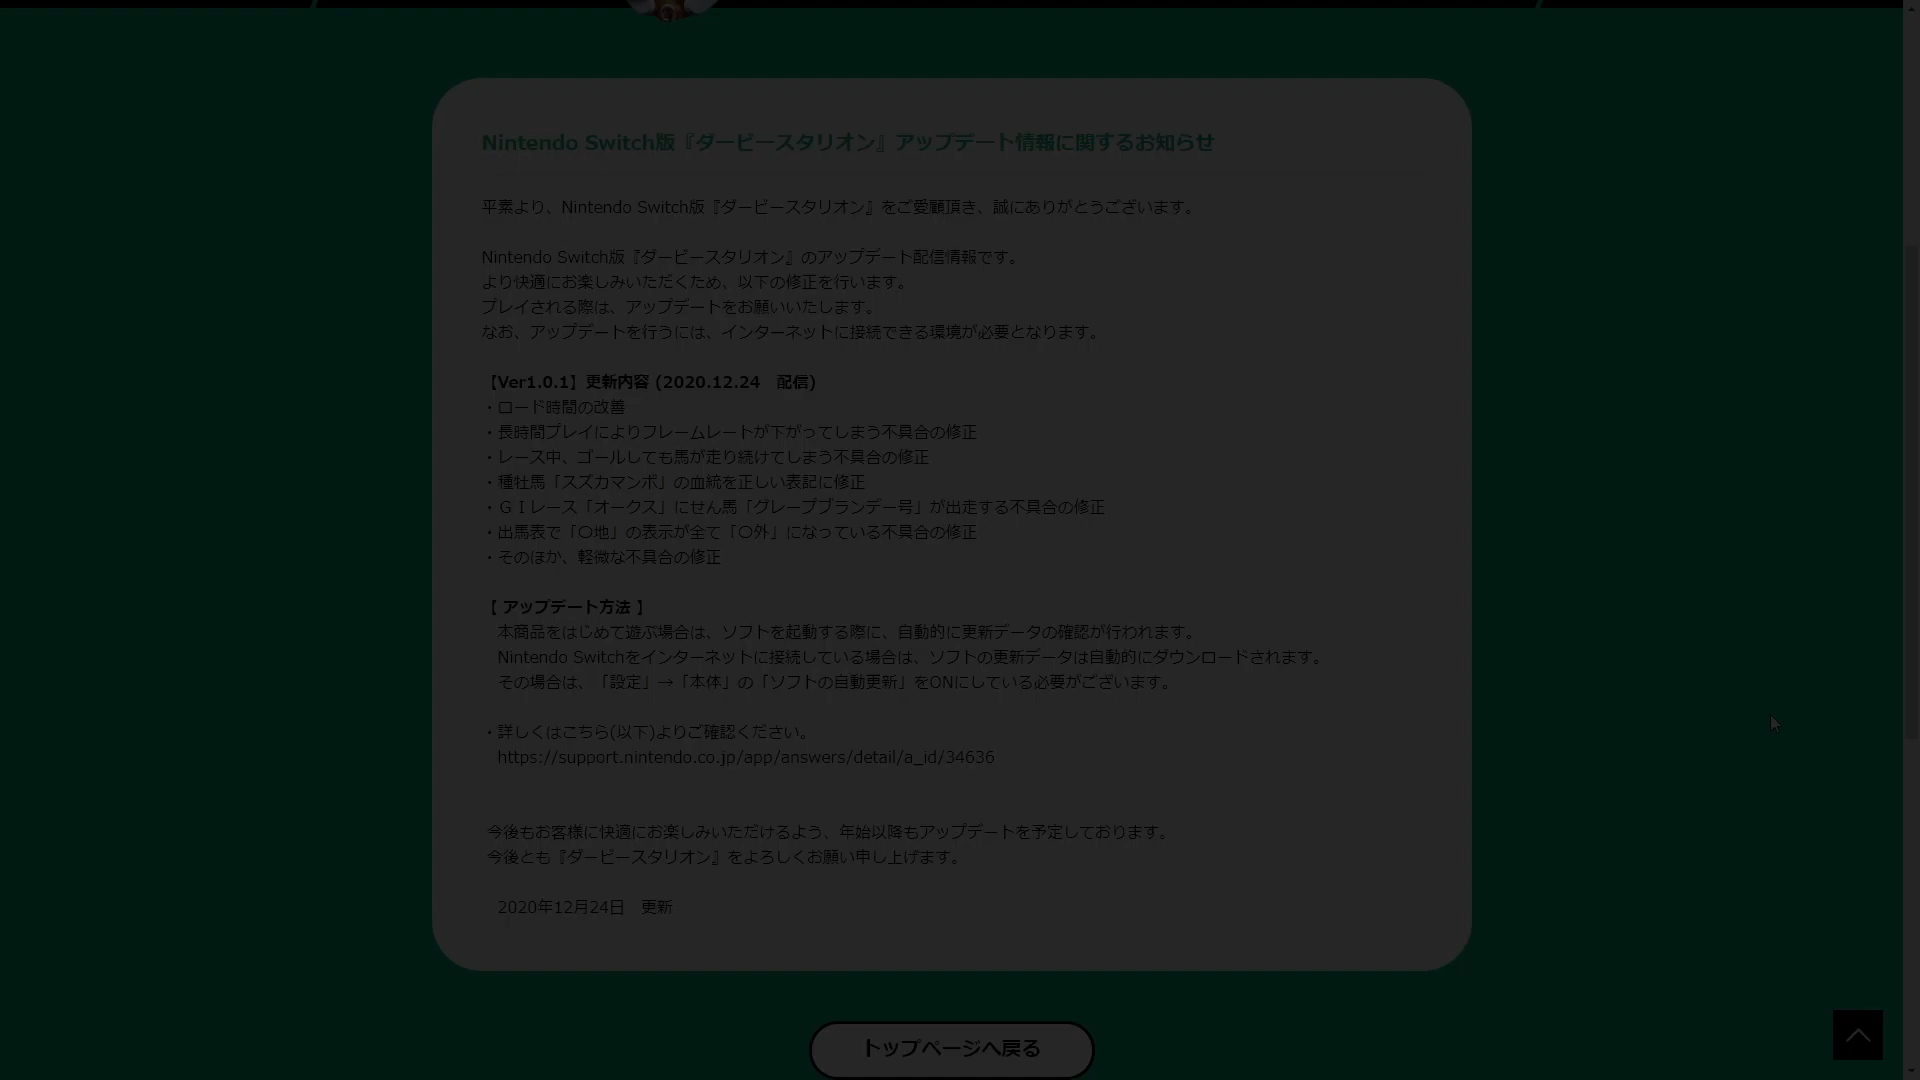 Nintendo Switch版『ダービースタリオン』アップデート情報に関するお知らせ
平素より、Nintendo Switch版『ダービースタリオン』をご愛顧頂き、誠にありがとうございます。
Nintendo Switch版『ダービースタリオン』のアップデート配信情報です。
より快適にお楽しみいただくため、以下の修正を行います。
プレイされる際は、アップデートをお願いいたします。
なお、アップデートを行うには、インターネットに接続できる環境が必要となります。
【Ver1.0.1】更新内容 (2020.12.24　配信)
・ロード時間の改善
・長時間プレイによりフレームレートが下がってしまう不具合の修正
・レース中、ゴールしても馬が走り続けてしまう不具合の修正
・種牡馬「スズカマンボ」の血統を正しい表記に修正
・ＧⅠレース「オークス」にせん馬「グレープブランデー号」が出走する不具合の修正
・出馬表で「〇地」の表示が全て「〇外」になっている不具合の修正
・そのほか、軽微な不具合の修正
【 アップデート方法 】
本商品をはじめて遊ぶ場合は、ソフトを起動する際に、自動的に更新データの確認が行われます。
Nintendo Switchをインターネットに接続している場合は、ソフトの更新データは自動的にダウンロードされます。
その場合は、「設定」→「本体」の「ソフトの自動更新」をONにしている必要がございます。
・詳しくはこちら(以下)よりご確認ください。
https://support.nintendo.co.jp/app/answers/detail/a_id/34636
今後もお客様に快適にお楽しみいただけるよう、年始以降もアップデートを予定しております。
今後とも『ダービースタリオン』をよろしくお願い申し上げます。
2020年12月24日　更新
トップページへ戻る